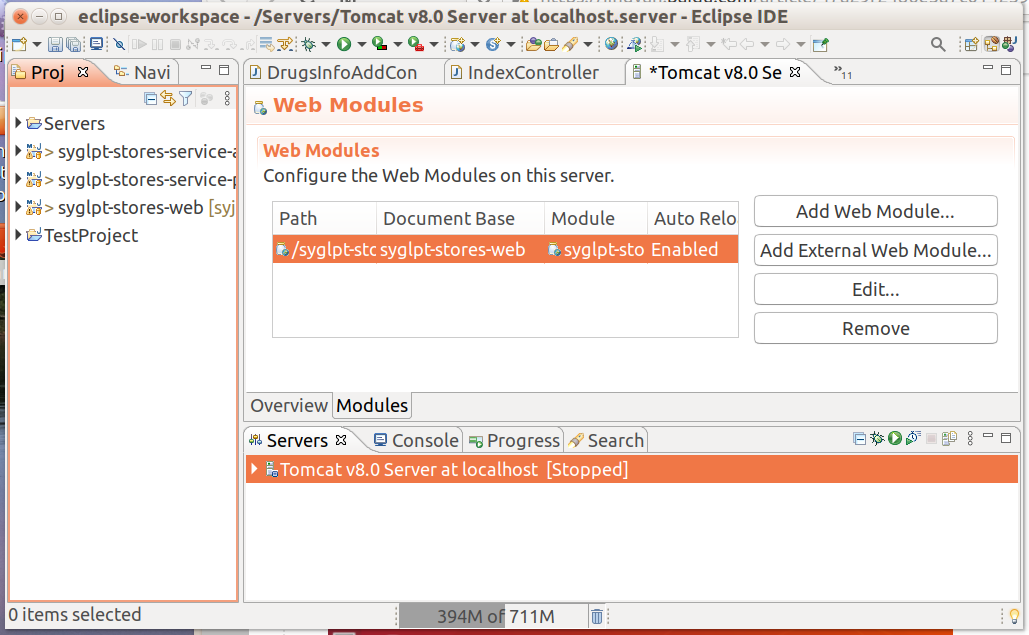 eclipse-workspace - /Servers/Tomcat v8.0 Server at localhost.server - Eclipse IDE
Proj
Navi
Servers
> syglpt-stores-service-a
> syglpt-stores-service-p
> syglpt-stores-web [syj
TestProject
DrugsInfoAddCon
IndexController
*Tomcat v8.0 Se
»11
Web Modules
Web Modules
Configure the Web Modules on this server.
Path Document Base Module Auto Relo
/syglpt-stc syglpt-stores-web syglpt-sto Enabled
Add Web Module...
Add External Web Module...
Edit...
Remove
Overview Modules
Servers Console Progress Search
Tomcat v8.0 Server at localhost [Stopped]
0 items selected
394M of 711M